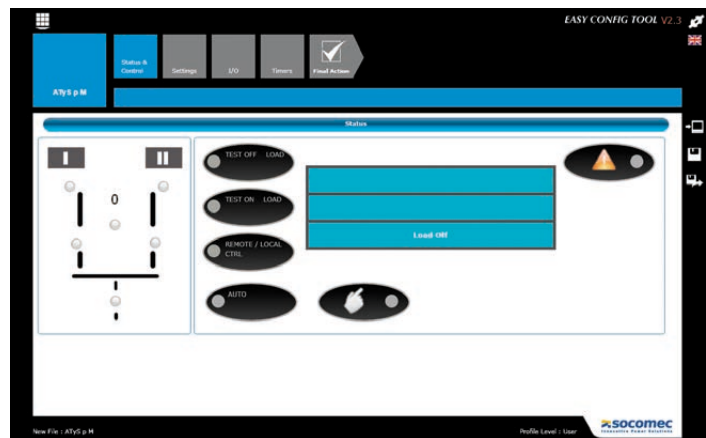 EASY CONFIG TOOL V2.3
Status &
Control
Settings
I/O
Timers
Final Action
ATyS p M
Status
I
II
0
TEST OFF LOAD
TEST ON LOAD
REMOTE / LOCAL
CTRL
AUTO
Load Off
New File : ATyS p M
Profile Level : User
socomec
Innovative Power Solutions